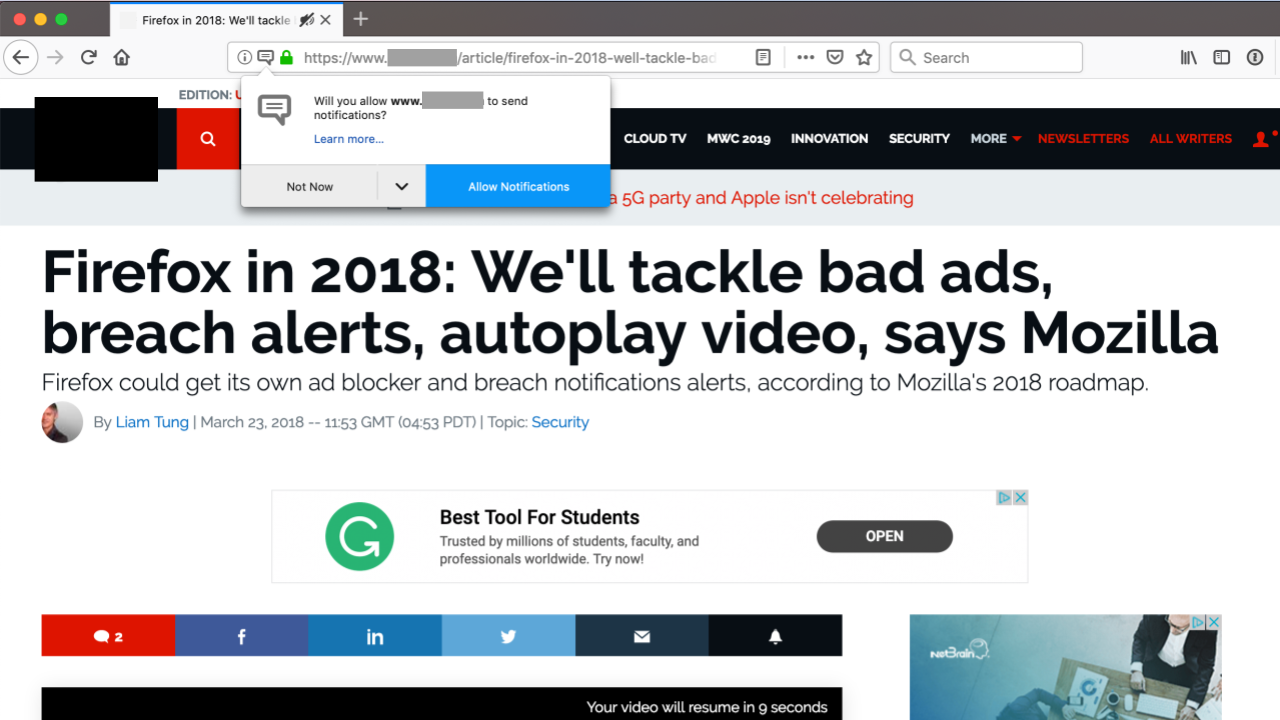 Firefox in 2018: We'll tackle
https://www. /article/firefox-in-2018-well-tackle-bad
Search
EDITION:
Will you allow www. to send
notifications?
Learn more...
Not Now
Allow Notifications
CLOUD TV MWC 2019 INNOVATION SECURITY MORE NEWSLETTERS ALL WRITERS
a 5G party and Apple isn't celebrating
Firefox in 2018: We'll tackle bad ads,
breach alerts, autoplay video, says Mozilla
Firefox could get its own ad blocker and breach notifications alerts, according to Mozilla's 2018 roadmap.
By Liam Tung | March 23, 2018 -- 11:53 GMT (04:53 PDT) | Topic: Security
Best Tool For Students
Trusted by millions of students, faculty, and
professionals worldwide. Try now!
OPEN
2
f
in
NetBrain
Your video will resume in 9 seconds